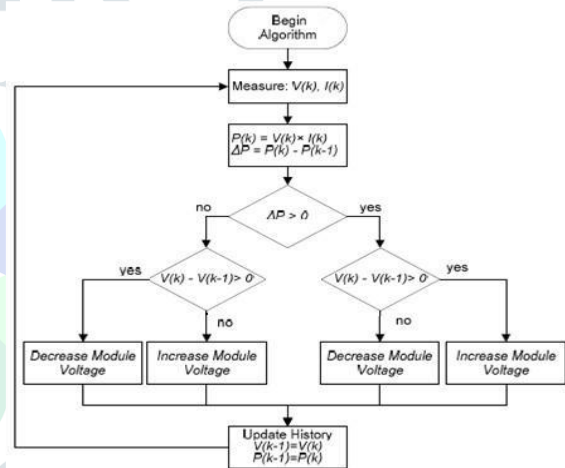 Begin
Algorithm
Measure: V(k), I(k)
P(k) = V(k)× I(k)
ΔP = P(k) - P(k-1)
no
ΔP > 0
yes
yes
V(k) - V(k-1)> 0
no
V(k) - V(k-1)> 0
yes
no
Decrease Module
Voltage
Increase Module
Voltage
Decrease Module
Voltage
Increase Module
Voltage
Update History
V(k-1)=V(k)
P(k-1)=P(k)